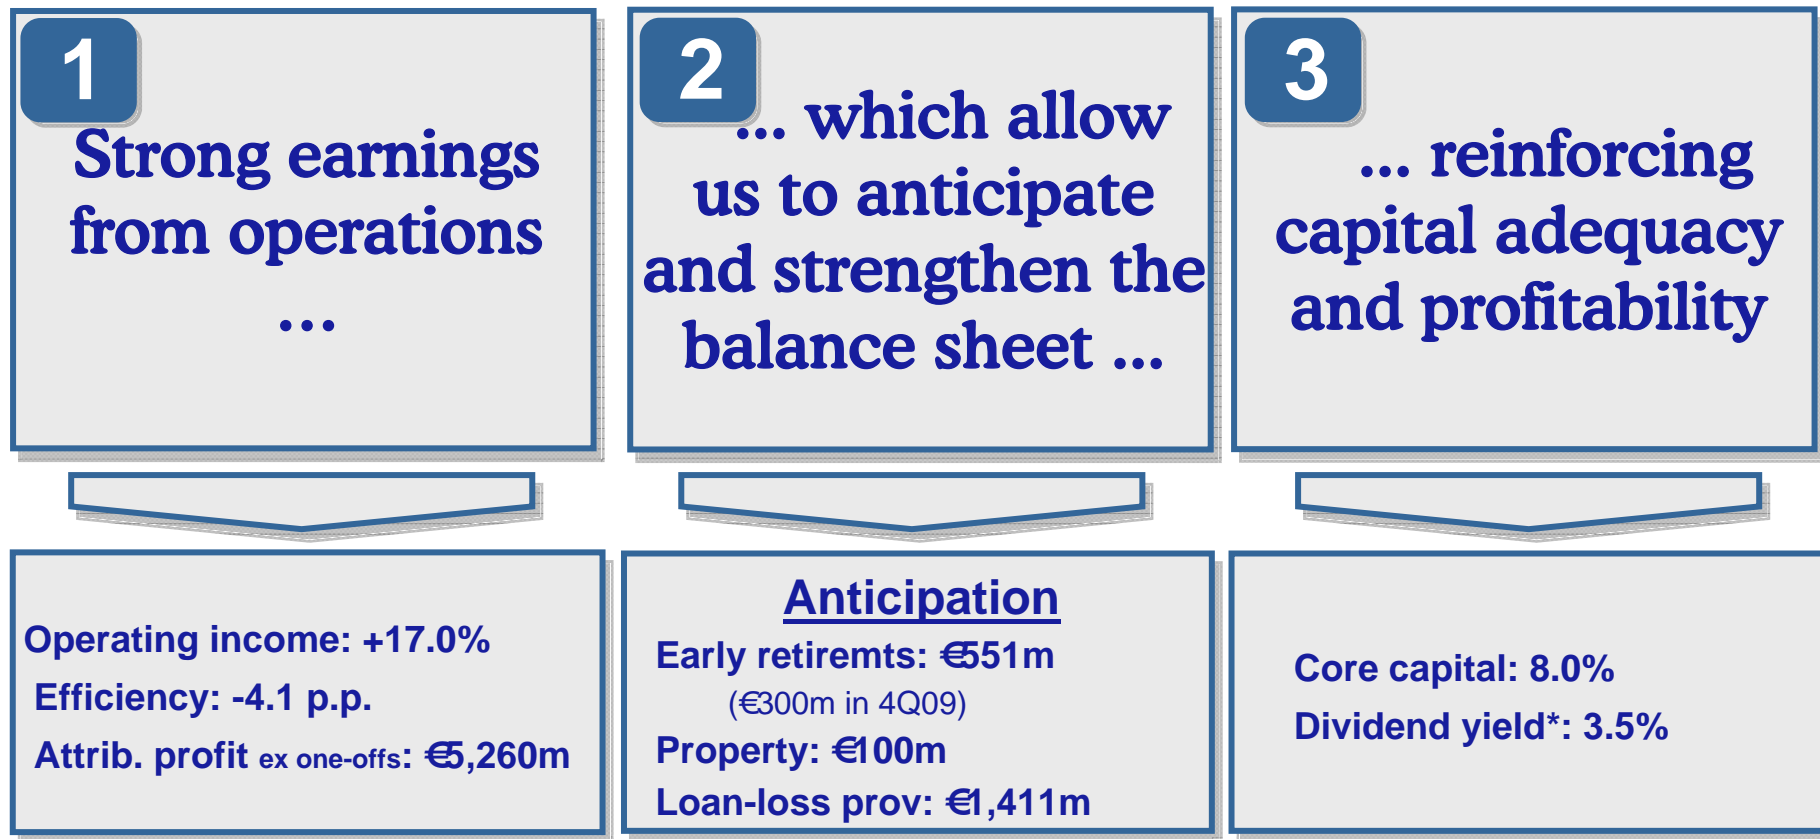 1
Strong earnings
from operations
...
2
... which allow
us to anticipate
and strengthen the
balance sheet ...
3
... reinforcing
capital adequacy
and profitability
Operating income: +17.0%
Efficiency: -4.1 p.p.
Attrib. profit ex one-offs: €5,260m
Anticipation
Early retiremts: €551m
(€300m in 4Q09)
Property: €100m
Loan-loss prov: €1,411m
Core capital: 8.0%
Dividend yield*: 3.5%